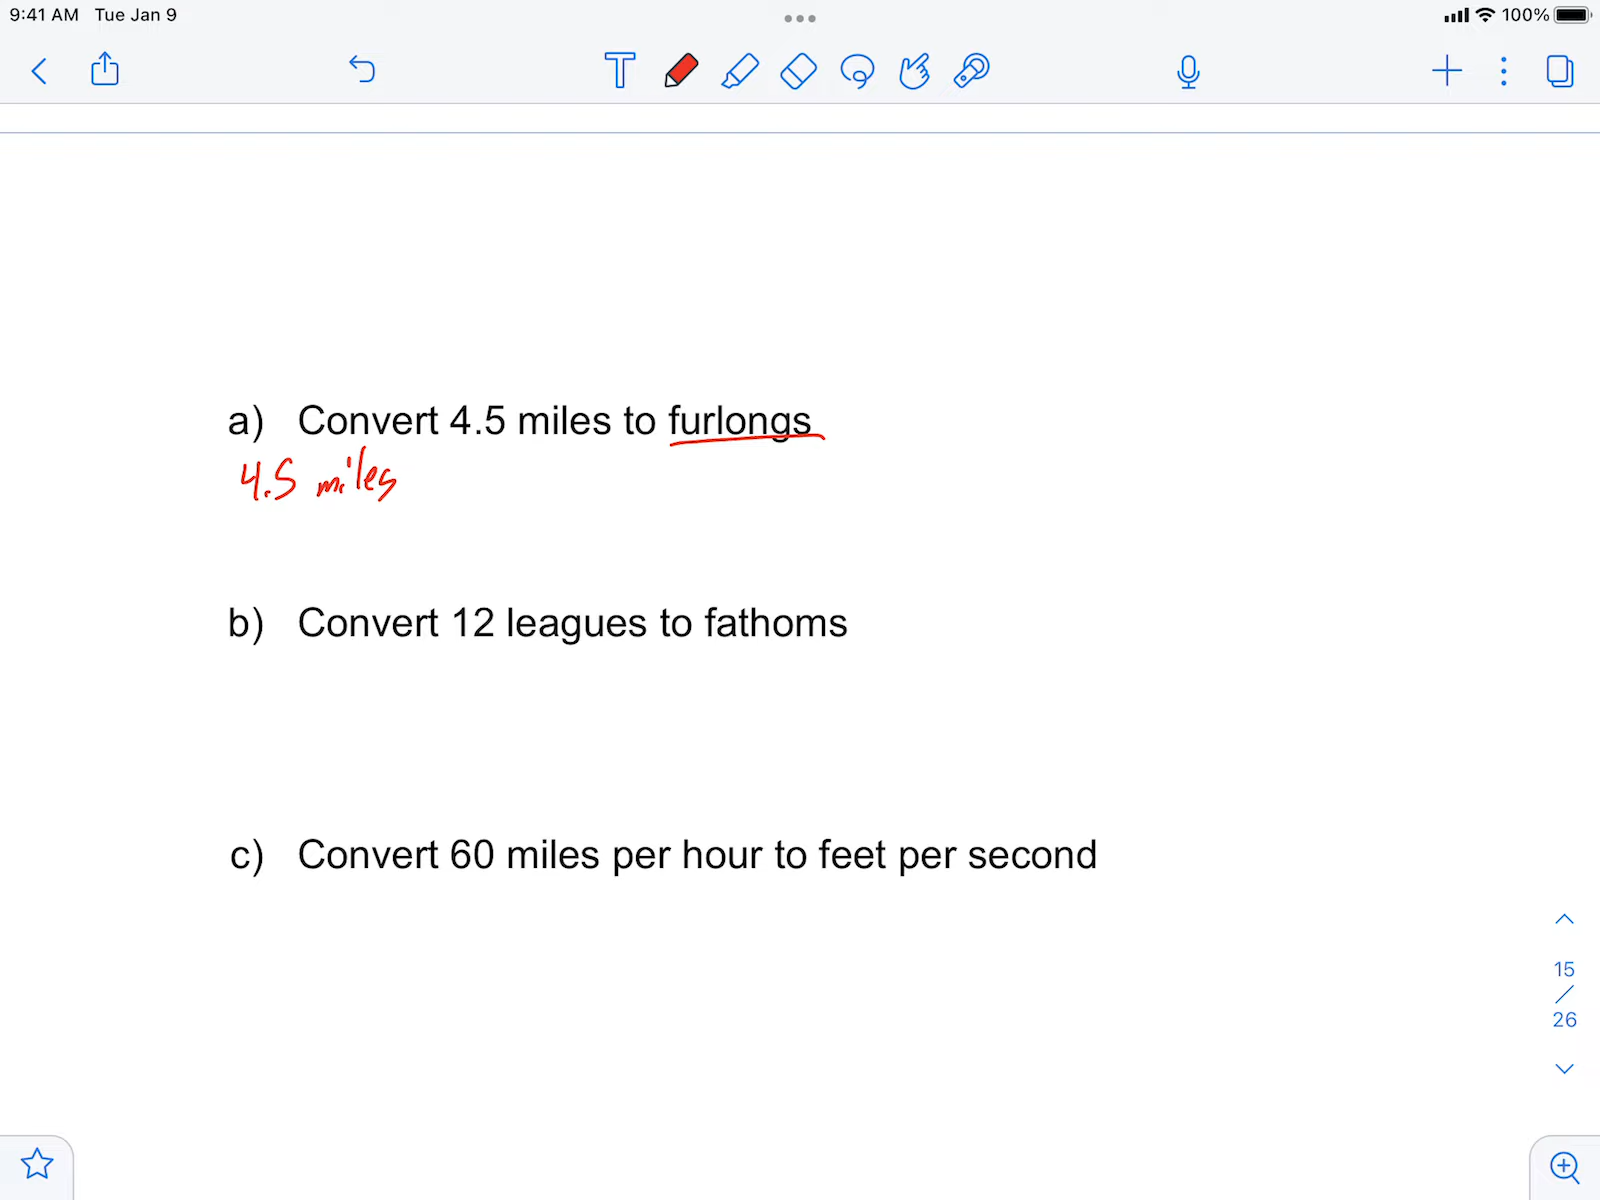 9:41 AM Tue Jan 9 100%
a) Convert 4.5 miles to furlongs
4.5 miles
b) Convert 12 leagues to fathoms
c) Convert 60 miles per hour to feet per second
15
/
26